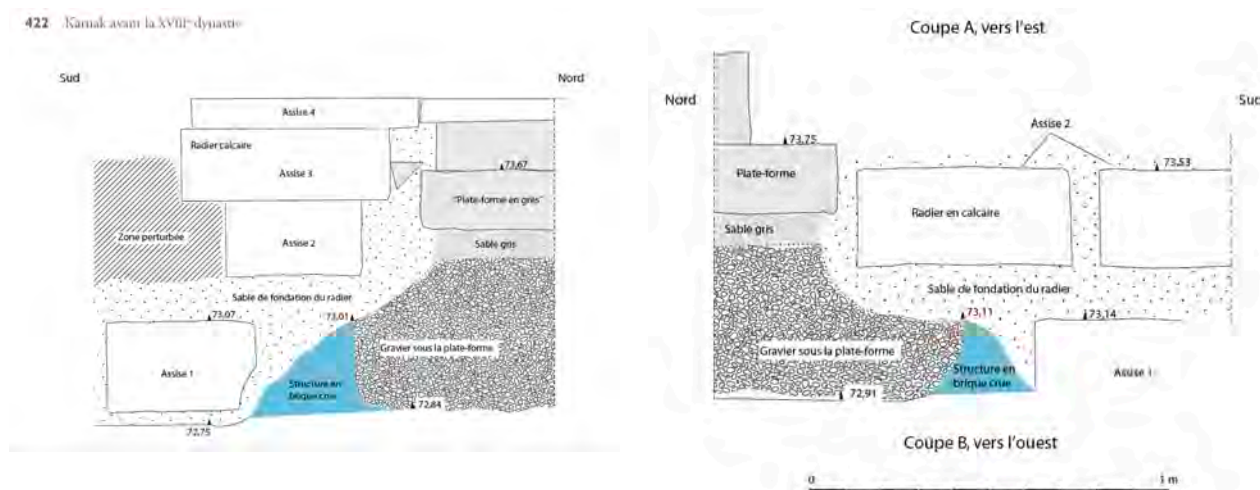 422 Karnak avant la XVIIIe dynastie
Sud
Nord
Assise 4
Radier calcaire
Assise 3
73,67
"Plate-forme en grès"
Zone perturbée
Assise 2
Sable gris
Sable de fondation du radier
73,07
73,01
Gravier sous la plate-forme
Assise 1
Structure en
brique crue
72,84
72,75
Coupe A, vers l'est
Nord
Sud
Assise 2
73,75
73,53
Plate-forme
Radier en calcaire
Sable gris
Sable de fondation du radier
73,11
73,14
Gravier sous la plate-forme
Structure en
brique crue
Assise 1
72,91
Coupe B, vers l'ouest
0
1 m